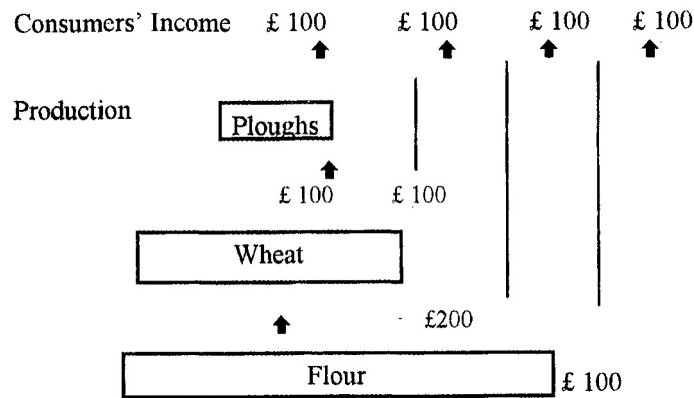 Consumers' Income £ 100 £ 100 £ 100 £ 100
Production
Ploughs
£ 100 £ 100
Wheat
£200
Flour
£ 100